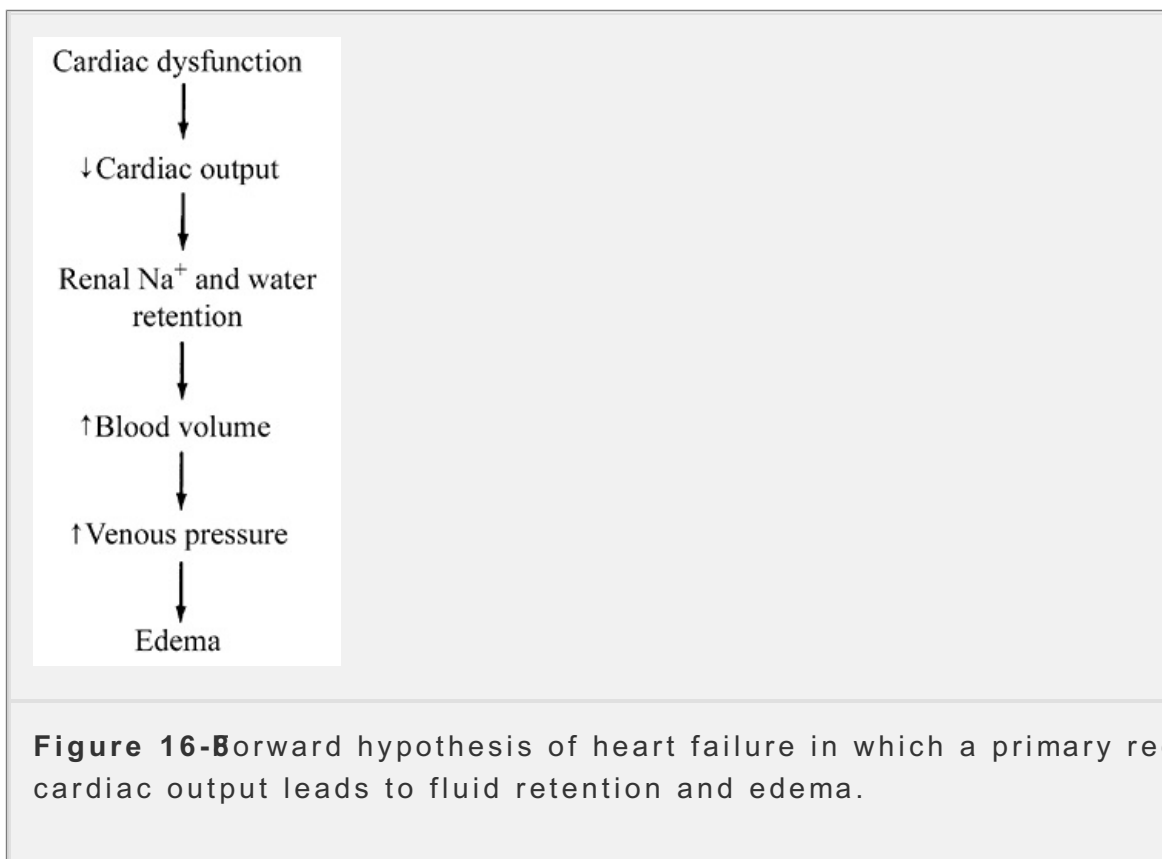 Cardiac dysfunction
↓Cardiac output
Renal Na⁺ and water
retention
↑Blood volume
↑Venous pressure
Edema
Figure 16- orward hypothesis of heart failure in which a primary re
cardiac output leads to fluid retention and edema.